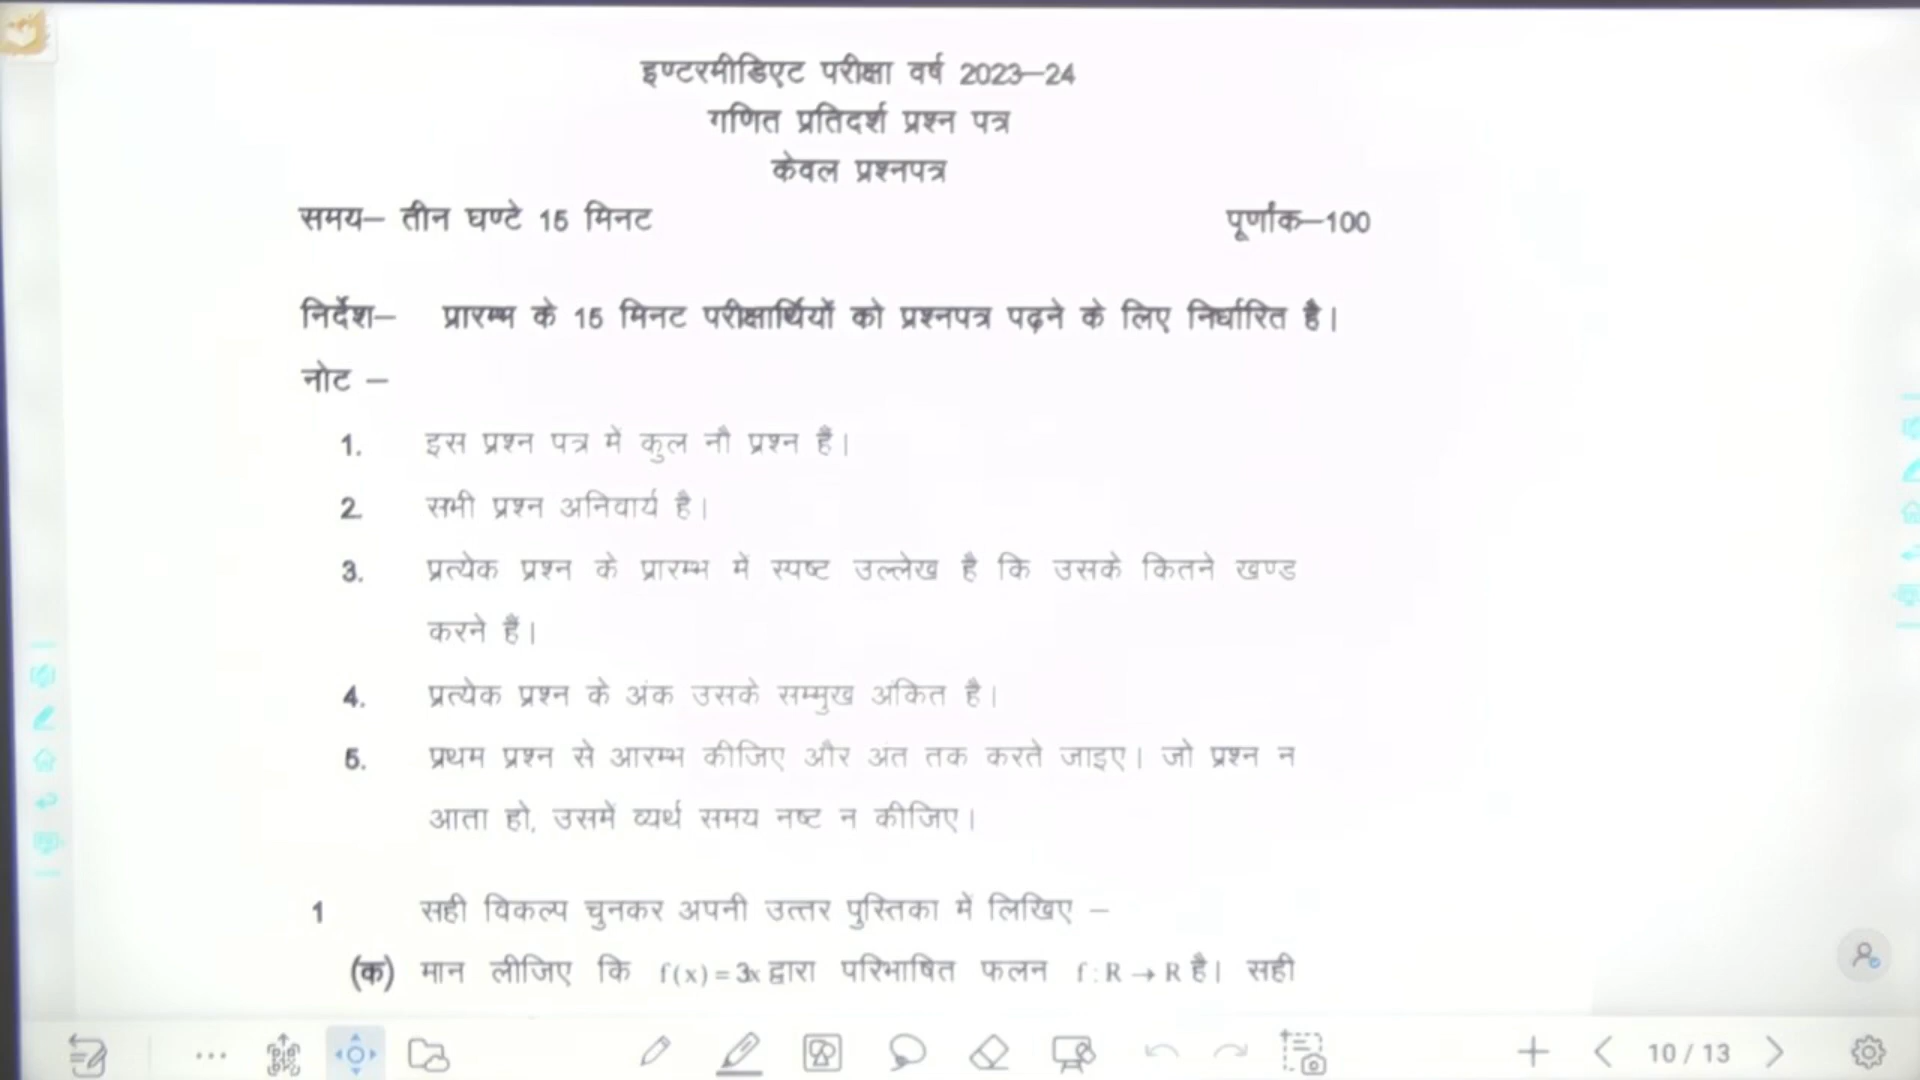 इण्टरमीडिएट परीक्षा वर्ष 2023–24
गणित प्रतिदर्श प्रश्न पत्र
केवल प्रश्नपत्र
समय– तीन घण्टे 15 मिनट पूर्णांक–100
निर्देश– प्रारम्भ के 15 मिनट परीक्षार्थियों को प्रश्नपत्र पढ़ने के लिए निर्धारित है।
नोट –
1. इस प्रश्न पत्र में कुल नौ प्रश्न हैं।
2. सभी प्रश्न अनिवार्य है।
3. प्रत्येक प्रश्न के प्रारम्भ में स्पष्ट उल्लेख है कि उसके कितने खण्ड
करने हैं।
4. प्रत्येक प्रश्न के अंक उसके सम्मुख अंकित है।
5. प्रथम प्रश्न से आरम्भ कीजिए और अंत तक करते जाइए। जो प्रश्न न
आता हो, उसमें व्यर्थ समय नष्ट न कीजिए।
1 सही विकल्प चुनकर अपनी उत्तर पुस्तिका में लिखिए –
(क) मान लीजिए कि f(x)=3x द्वारा परिभाषित फलन f:R→R है। सही
10/13